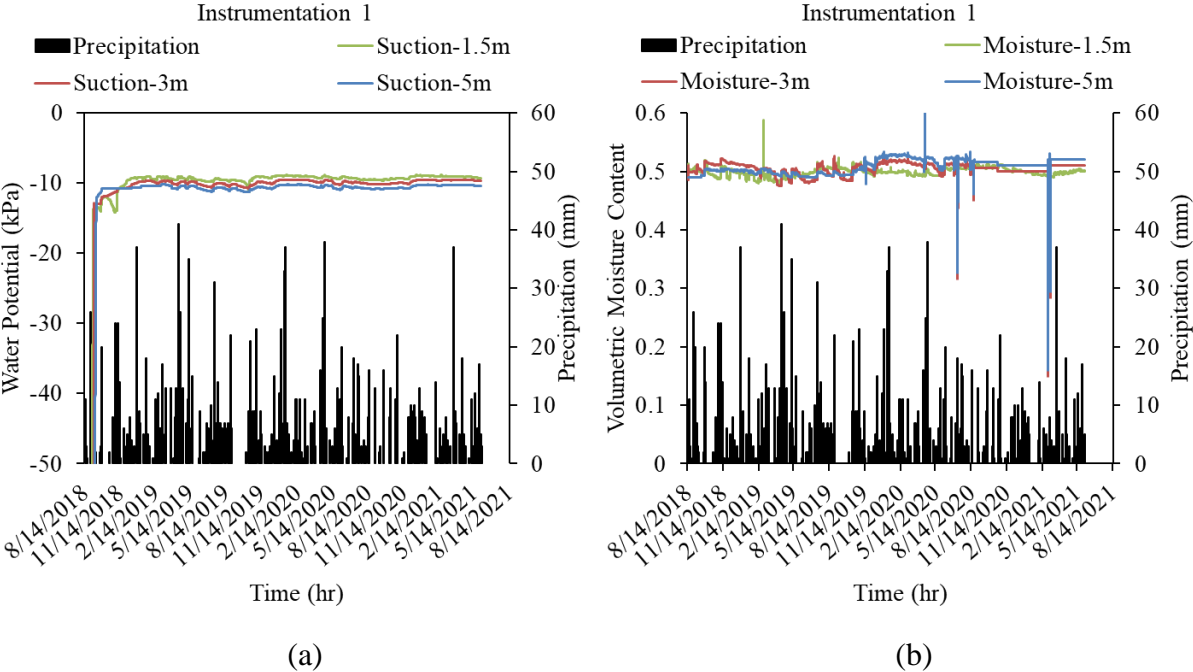 Instrumentation 1
Precipitation
Suction-1.5m
Suction-3m
Suction-5m
0
-10
-20
-30
-40
-50
Water Potential (kPa)
60
50
40
30
20
10
0
Precipitation (mm)
8/14/2018
11/14/2018
2/14/2019
5/14/2019
8/14/2019
11/14/2019
2/14/2020
5/14/2020
8/14/2020
11/14/2020
2/14/2021
5/14/2021
8/14/2021
Time (hr)
(a)
Instrumentation 1
Precipitation
Moisture-1.5m
Moisture-3m
Moisture-5m
0.6
0.5
0.4
0.3
0.2
0.1
0
Volumetric Moisture Content
60
50
40
30
20
10
0
Precipitation (mm)
8/14/2018
11/14/2018
2/14/2019
5/14/2019
8/14/2019
11/14/2019
2/14/2020
5/14/2020
8/14/2020
11/14/2020
2/14/2021
5/14/2021
8/14/2021
Time (hr)
(b)